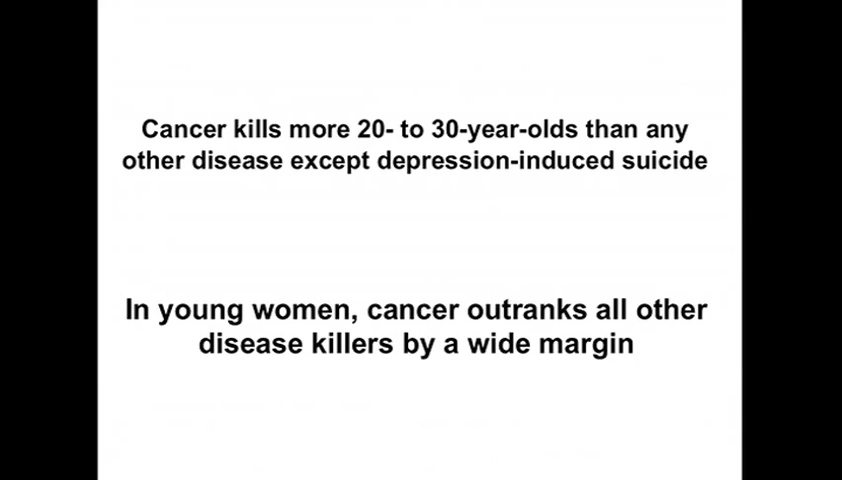 Cancer kills more 20- to 30-year-olds than any
other disease except depression-induced suicide
In young women, cancer outranks all other
disease killers by a wide margin